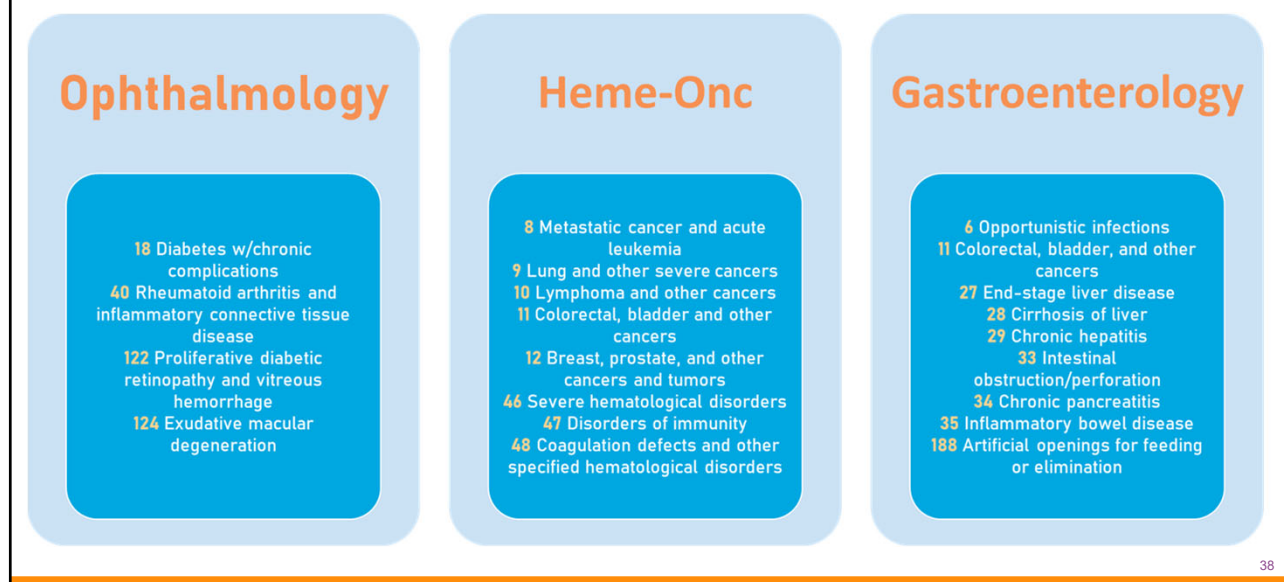 Ophthalmology
18 Diabetes w/chronic
complications
40 Rheumatoid arthritis and
inflammatory connective tissue
disease
122 Proliferative diabetic
retinopathy and vitreous
hemorrhage
124 Exudative macular
degeneration
Heme-Onc
8 Metastatic cancer and acute
leukemia
9 Lung and other severe cancers
10 Lymphoma and other cancers
11 Colorectal, bladder and other
cancers
12 Breast, prostate, and other
cancers and tumors
46 Severe hematological disorders
47 Disorders of immunity
48 Coagulation defects and other
specified hematological disorders
Gastroenterology
6 Opportunistic infections
11 Colorectal, bladder, and other
cancers
27 End-stage liver disease
28 Cirrhosis of liver
29 Chronic hepatitis
33 Intestinal
obstruction/perforation
34 Chronic pancreatitis
35 Inflammatory bowel disease
188 Artificial openings for feeding
or elimination
38